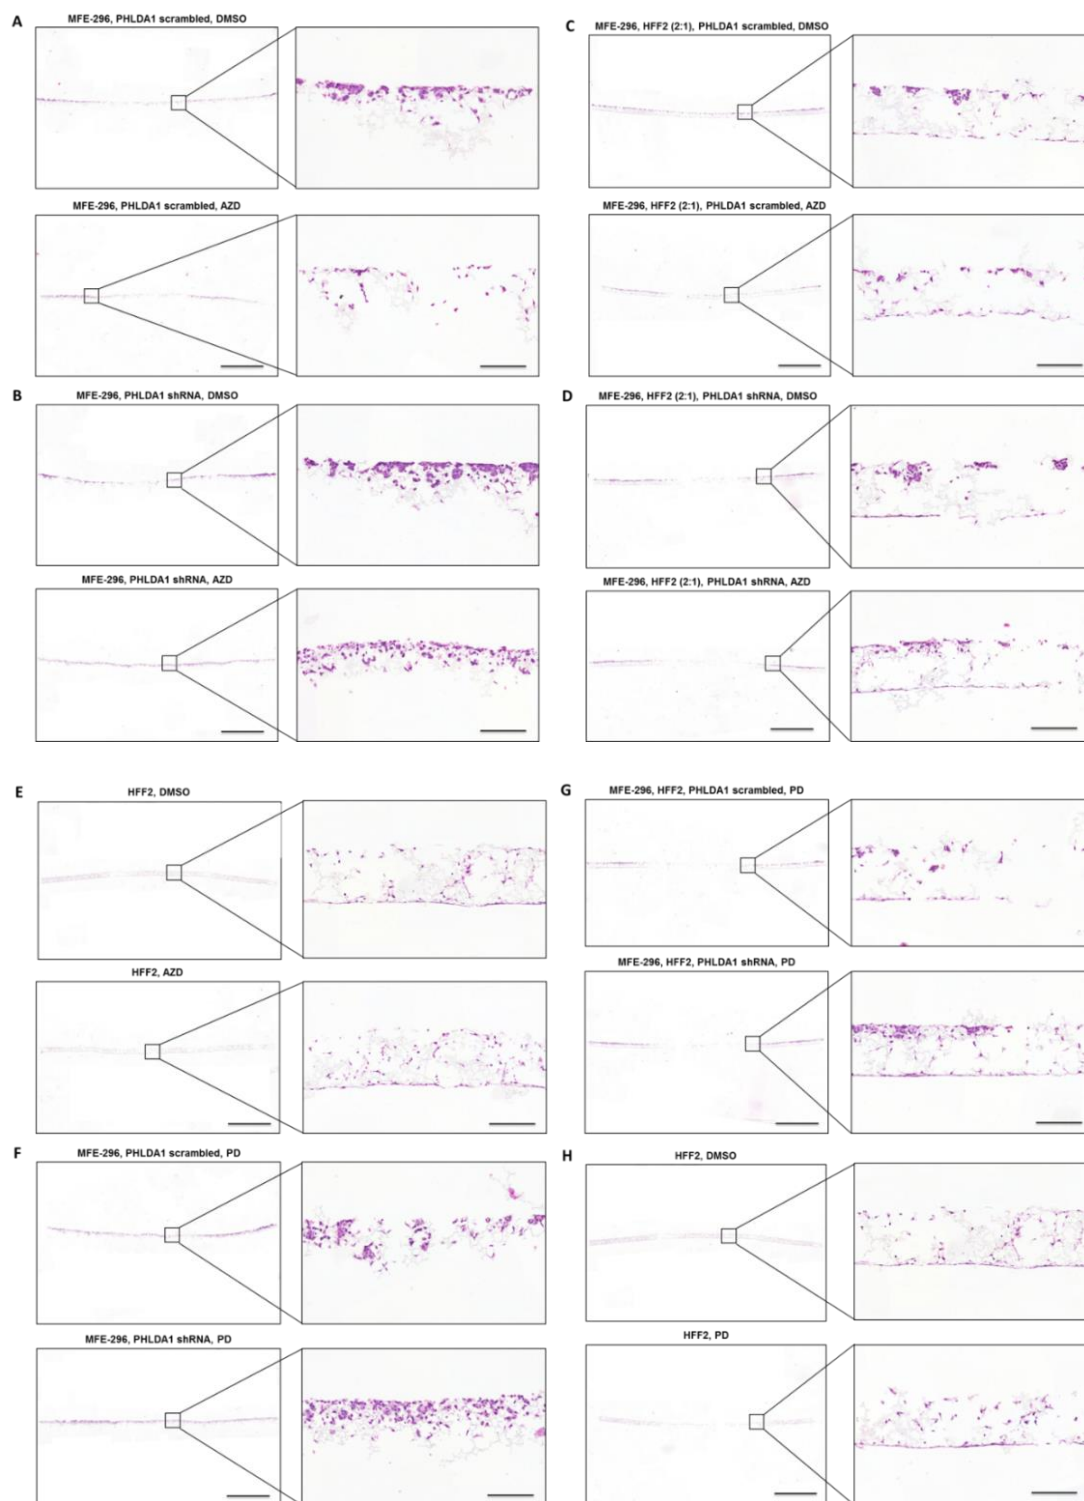 A
MFE-296, PHLDA1 scrambled, DMSO
MFE-296, PHLDA1 scrambled, AZD
B
MFE-296, PHLDA1 shRNA, DMSO
MFE-296, PHLDA1 shRNA, AZD
C
MFE-296, HFF2 (2:1), PHLDA1 scrambled, DMSO
MFE-296, HFF2 (2:1), PHLDA1 scrambled, AZD
D
MFE-296, HFF2 (2:1), PHLDA1 shRNA, DMSO
MFE-296, HFF2 (2:1), PHLDA1 shRNA, AZD
E
HFF2, DMSO
HFF2, AZD
F
MFE-296, PHLDA1 scrambled, PD
MFE-296, PHLDA1 shRNA, PD
G
MFE-296, HFF2, PHLDA1 scrambled, PD
MFE-296, HFF2, PHLDA1 shRNA, PD
H
HFF2, DMSO
HFF2, PD